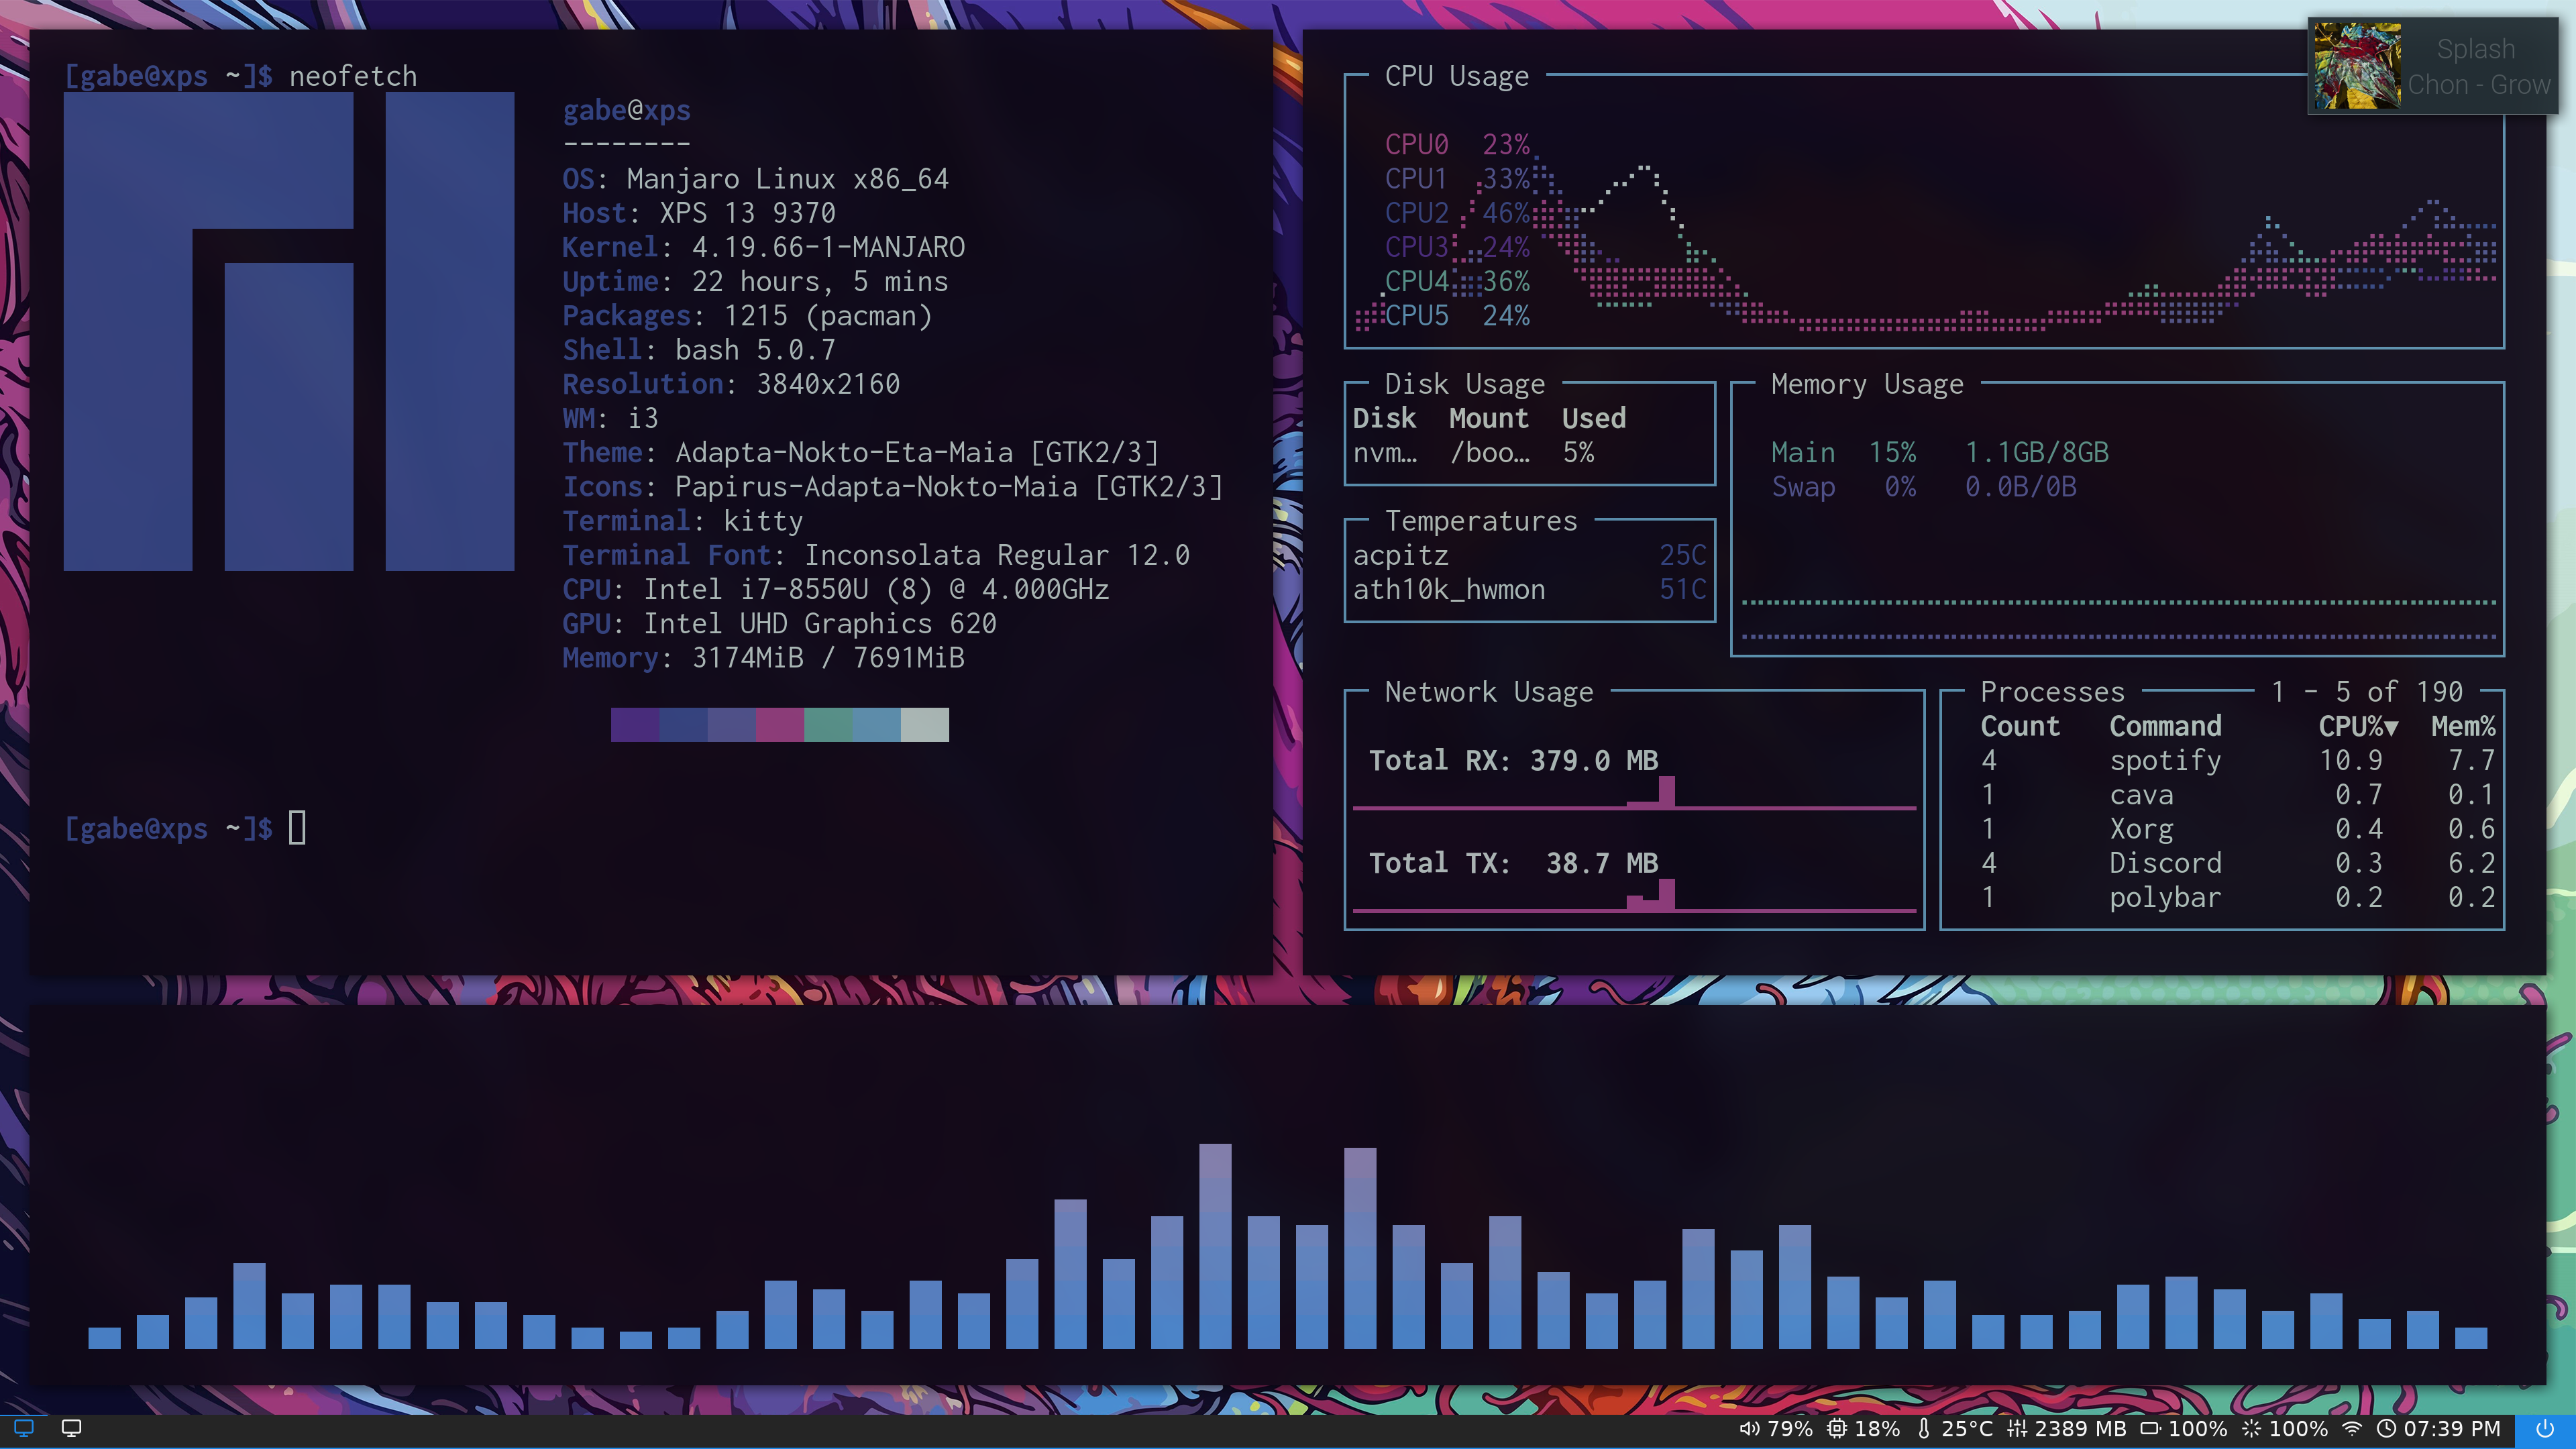 [gabe@xps ~]$ neofetch
gabe@xps
--------
OS: Manjaro Linux x86_64
Host: XPS 13 9370
Kernel: 4.19.66-1-MANJARO
Uptime: 22 hours, 5 mins
Packages: 1215 (pacman)
Shell: bash 5.0.7
Resolution: 3840x2160
WM: i3
Theme: Adapta-Nokto-Eta-Maia [GTK2/3]
Icons: Papirus-Adapta-Nokto-Maia [GTK2/3]
Terminal: kitty
Terminal Font: Inconsolata Regular 12.0
CPU: Intel i7-8550U (8) @ 4.000GHz
GPU: Intel UHD Graphics 620
Memory: 3174MiB / 7691MiB
[gabe@xps ~]$
Splash
Chon - Grow
CPU Usage
CPU0 23%
CPU1 33%
CPU2 46%
CPU3 24%
CPU4 36%
CPU5 24%
Disk Usage
Disk Mount Used
nvm… /boo… 5%
Temperatures
acpitz 25C
ath10k_hwmon 51C
Memory Usage
Main 15% 1.1GB/8GB
Swap 0% 0.0B/0B
Network Usage
Total RX: 379.0 MB
Total TX: 38.7 MB
Processes 1 - 5 of 190
Count Command CPU%▼ Mem%
4 spotify 10.9 7.7
1 cava 0.7 0.1
1 Xorg 0.4 0.6
4 Discord 0.3 6.2
1 polybar 0.2 0.2
79% 18% 25°C 2389 MB 100% 100% 07:39 PM